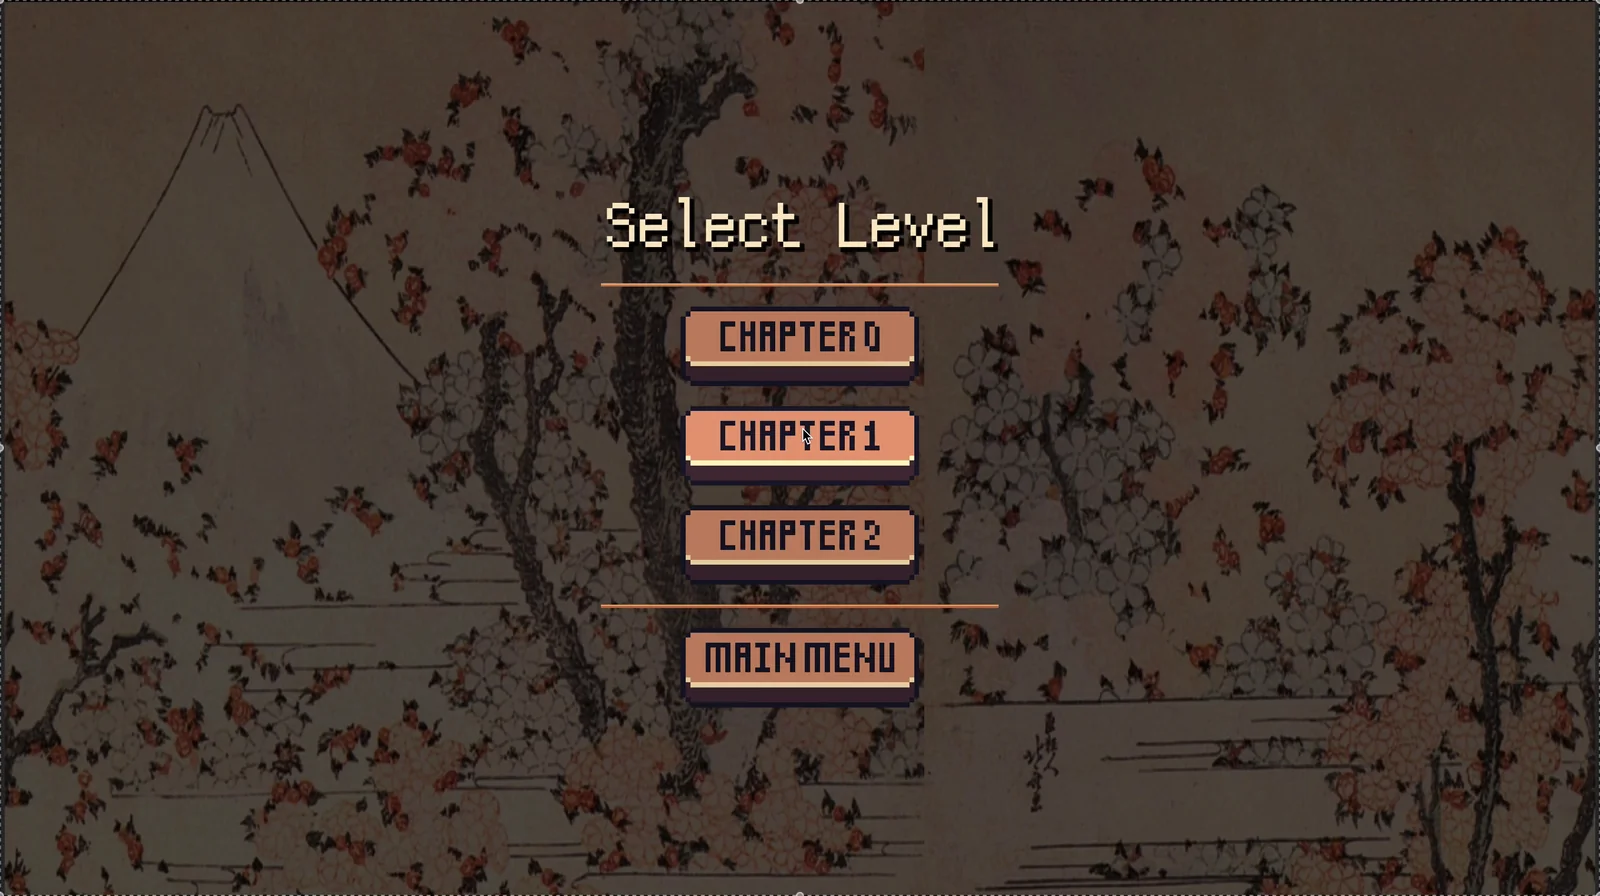 Select Level
CHAPTER 0
CHAPTER 1
CHAPTER 2
MAIN MENU